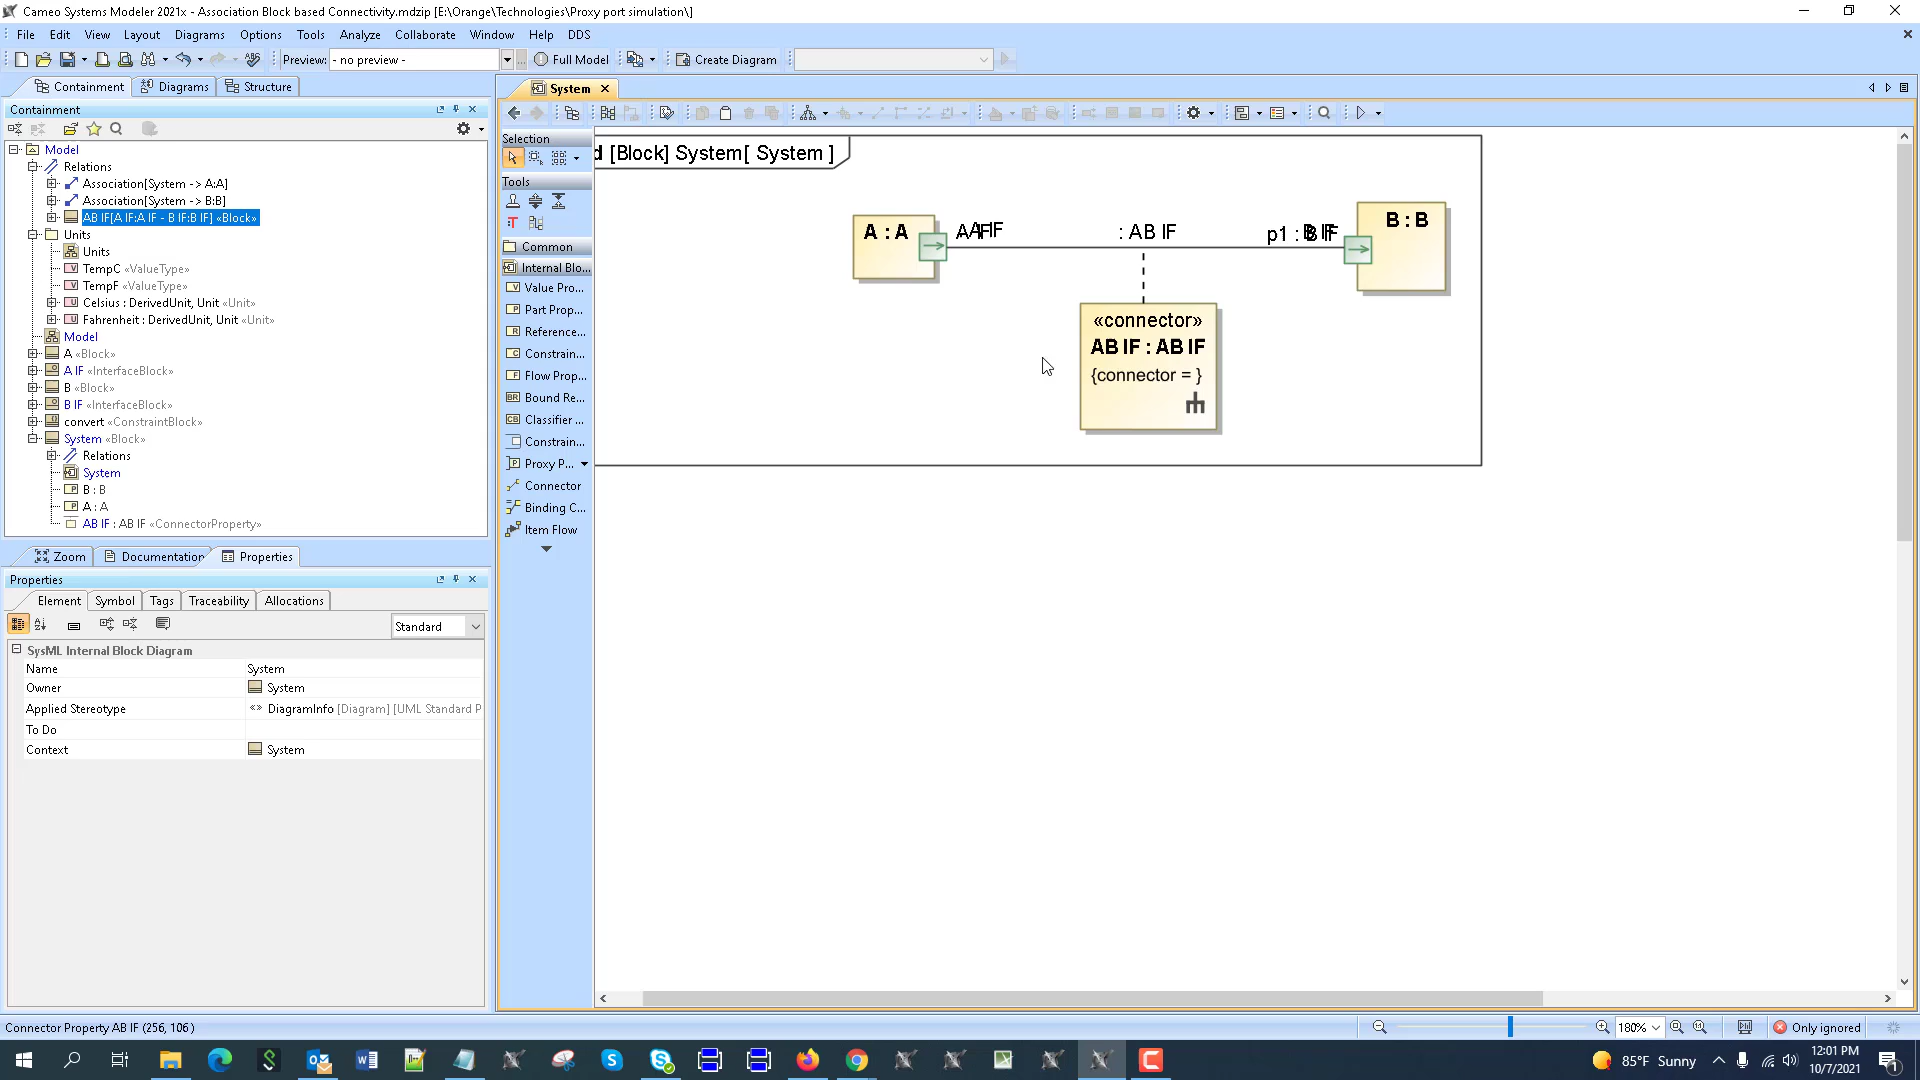 Cameo Systems Modeler 2021x - Association Block based Connectivity.mdzip [E:\Orange\Technologies\Proxy port simulation\]
File Edit View Layout Diagrams Options Tools Analyze Collaborate Window Help DDS
Preview: - no preview - ... Full Model Create Diagram
Containment Diagrams Structure
Containment
Model
Relations
Association[System -> A:A]
Association[System -> B:B]
AB IF[A IF:A IF - B IF:B IF] «Block»
Units
Units
TempC «ValueType»
TempF «ValueType»
Celsius : DerivedUnit, Unit «Unit»
Fahrenheit : DerivedUnit, Unit «Unit»
Model
A «Block»
A IF «InterfaceBlock»
B «Block»
B IF «InterfaceBlock»
convert «ConstraintBlock»
System «Block»
Relations
System
B : B
A : A
AB IF : AB IF «ConnectorProperty»
Zoom Documentation Properties
Properties
Element Symbol Tags Traceability Allocations
Standard
SysML Internal Block Diagram
Name System
Owner System
Applied Stereotype «» DiagramInfo [Diagram] [UML Standard P
To Do
Context System
System
Selection
Tools
Common
Internal Blo...
Value Pro...
Part Prop...
Reference...
Constrain...
Flow Prop...
Bound Re...
Classifier ...
Constrain...
Proxy P...
Connector
Binding C...
Item Flow
d [Block] System[ System ]
A : A
: AB IF
p1 :
B : B
«connector»
AB IF : AB IF
{connector = }
Connector Property AB IF (256, 106)
180%
Only ignored
85°F Sunny
12:01 PM
10/7/2021
1